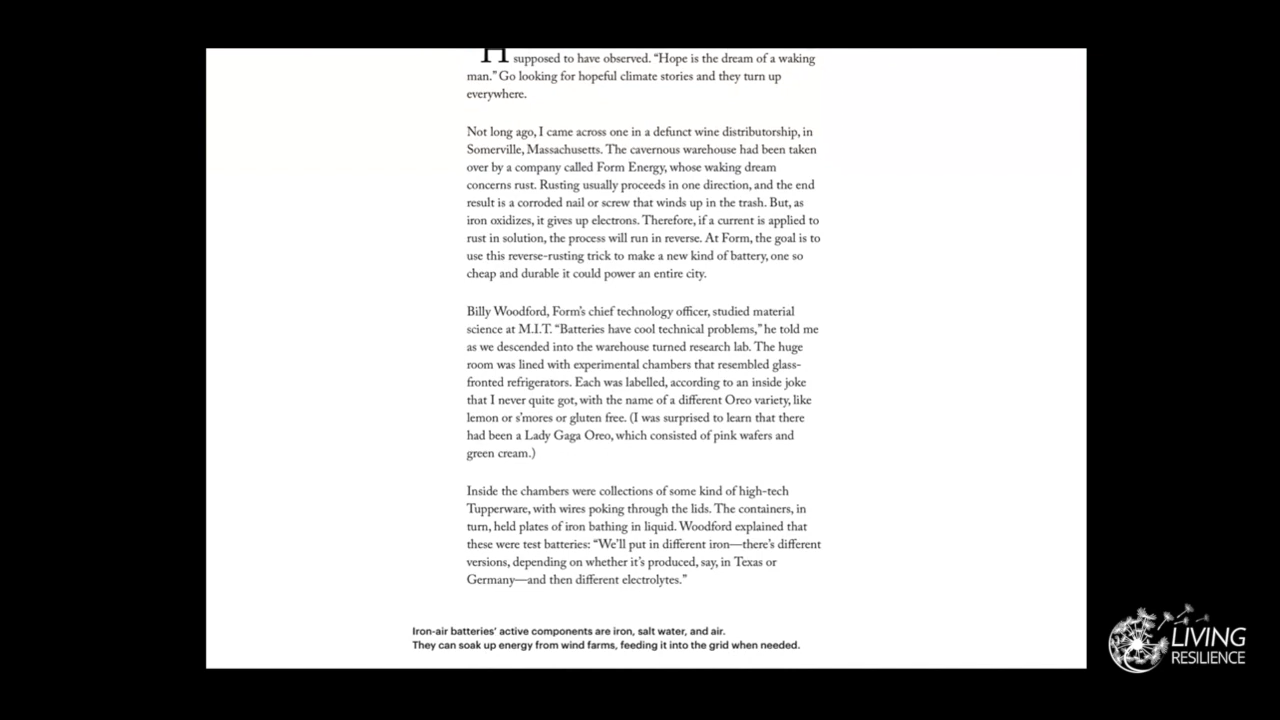 supposed to have observed. “Hope is the dream of a waking
man.” Go looking for hopeful climate stories and they turn up
everywhere.
Not long ago, I came across one in a defunct wine distributorship, in
Somerville, Massachusetts. The cavernous warehouse had been taken
over by a company called Form Energy, whose waking dream
concerns rust. Rusting usually proceeds in one direction, and the end
result is a corroded nail or screw that winds up in the trash. But, as
iron oxidizes, it gives up electrons. Therefore, if a current is applied to
rust in solution, the process will run in reverse. At Form, the goal is to
use this reverse-rusting trick to make a new kind of battery, one so
cheap and durable it could power an entire city.
Billy Woodford, Form’s chief technology officer, studied material
science at M.I.T. “Batteries have cool technical problems,” he told me
as we descended into the warehouse turned research lab. The huge
room was lined with experimental chambers that resembled glass-
fronted refrigerators. Each was labelled, according to an inside joke
that I never quite got, with the name of a different Oreo variety, like
lemon or s’mores or gluten free. (I was surprised to learn that there
had been a Lady Gaga Oreo, which consisted of pink wafers and
green cream.)
Inside the chambers were collections of some kind of high-tech
Tupperware, with wires poking through the lids. The containers, in
turn, held plates of iron bathing in liquid. Woodford explained that
these were test batteries: “We’ll put in different iron—there’s different
versions, depending on whether it’s produced, say, in Texas or
Germany—and then different electrolytes.”
Iron-air batteries’ active components are iron, salt water, and air.
They can soak up energy from wind farms, feeding it into the grid when needed.
LIVING
RESILIENCE